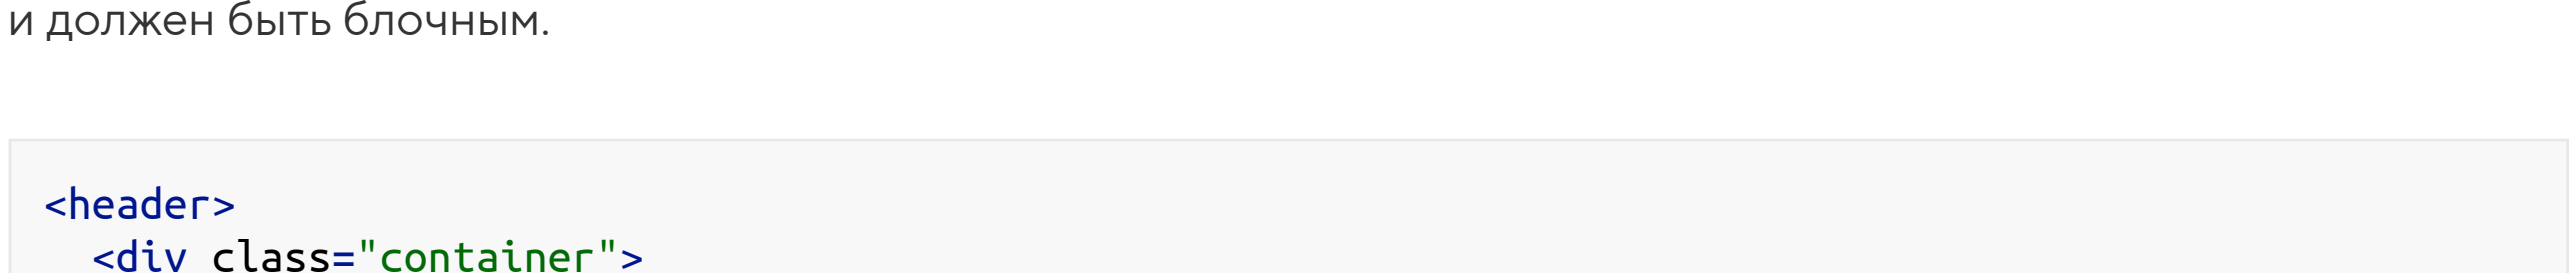 и должен быть блочным.
<header>
<div class="container">